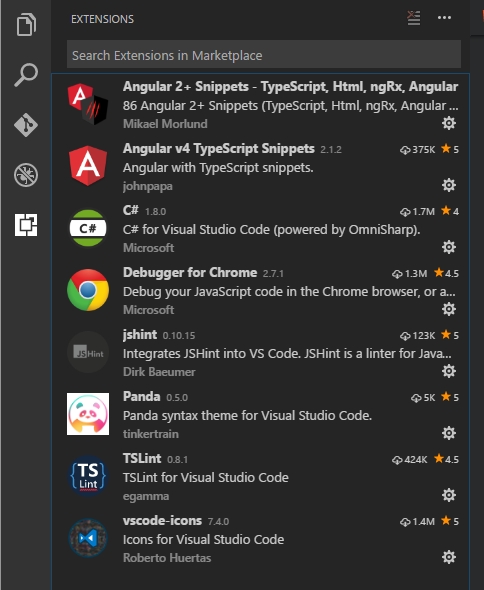 EXTENSIONS
Search Extensions in Marketplace
Angular 2+ Snippets - TypeScript, Html, ngRx, Angular
86 Angular 2+ Snippets (TypeScript, Html, ngRx, Angular ...
Mikael Morlund
Angular v4 TypeScript Snippets 2.1.2 375K 5
Angular with TypeScript snippets.
johnpapa
C# C# 1.8.0 1.7M 4
C# for Visual Studio Code (powered by OmniSharp).
Microsoft
Debugger for Chrome 2.7.1 1.3M 4.5
Debug your JavaScript code in the Chrome browser, or a...
Microsoft
jshint 0.10.15 123K 5
JSHint Integrates JSHint into VS Code. JSHint is a linter for Java...
Dirk Baeumer
Panda 0.5.0 5K 5
Panda syntax theme for Visual Studio Code.
tinkertrain
TSLint 0.8.1 424K 4.5
TS Lint TSLint for Visual Studio Code
egamma
vscode-icons 7.4.0 1.4M 5
Icons for Visual Studio Code
Roberto Huertas